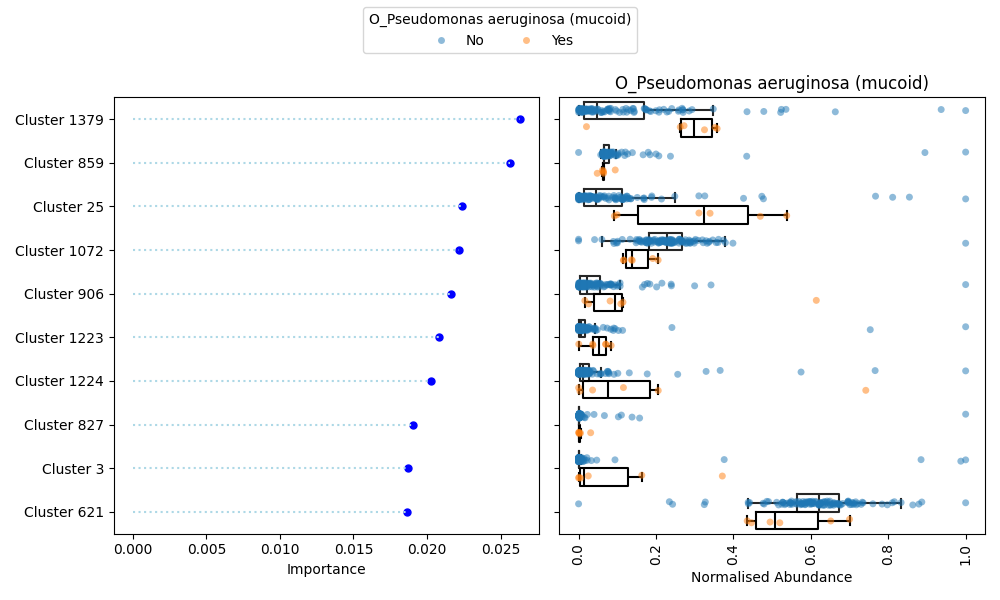 O_Pseudomonas aeruginosa (mucoid)
No Yes
O_Pseudomonas aeruginosa (mucoid)
Cluster 1379
Cluster 859
Cluster 25
Cluster 1072
Cluster 906
Cluster 1223
Cluster 1224
Cluster 827
Cluster 3
Cluster 621
0.000 0.005 0.010 0.015 0.020 0.025
Importance
0.0 0.2 0.4 0.6 0.8 1.0
Normalised Abundance